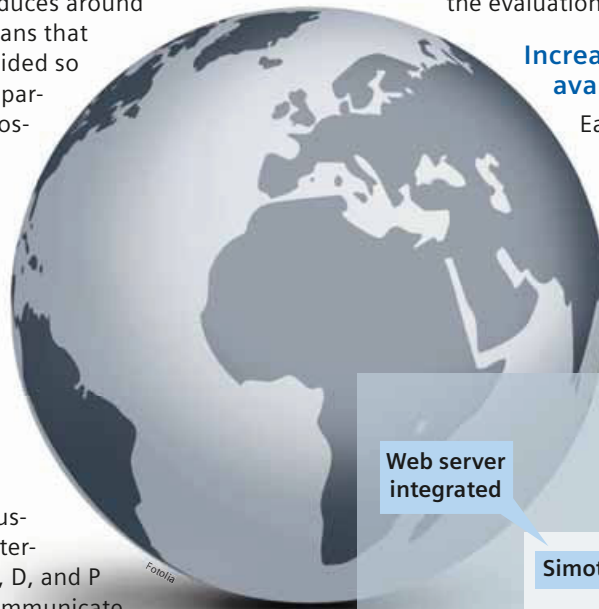 duces around
ans that
ided so
par-
os-
us-
ter-
, D, and P
mmunicate
the evaluation
Increa
ava
Ea
Fotolia
Web server
integrated
Simot